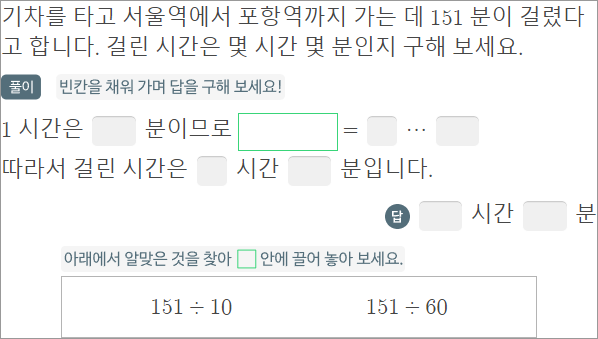 기차를 타고 서울역에서 포항역까지 가는 데 151 분이 걸렸다
고 합니다. 걸린 시간은 몇 시간 몇 분인지 구해 보세요.
풀이 빈칸을 채워 가며 답을 구해 보세요!
1 시간은 분이므로 = ···
따라서 걸린 시간은 시간 분입니다.
답 시간 분
아래에서 알맞은 것을 찾아 안에 끌어 놓아 보세요.
151 ÷ 10 151 ÷ 60